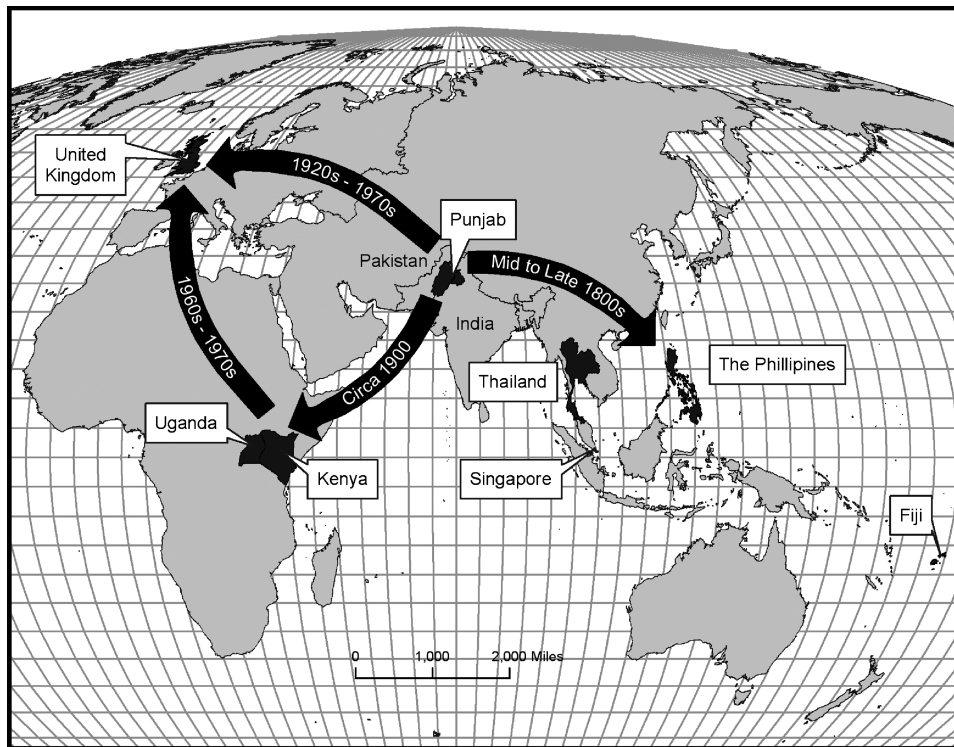 United
Kingdom
1920s - 1970s
Punjab
Pakistan
Mid to Late 1800s
India
1960s - 1970s
Circa 1900
Thailand
The Phillipines
Uganda
Kenya
Singapore
Fiji
0 1,000 2,000 Miles